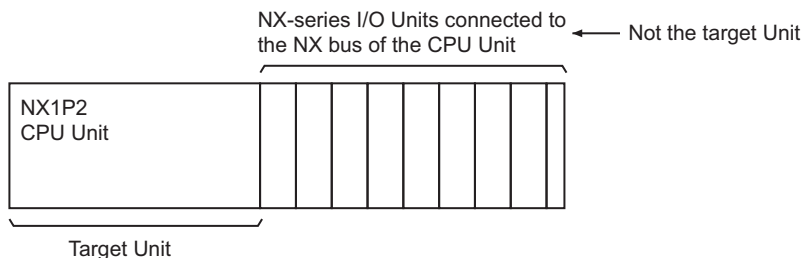 NX-series I/O Units connected to
the NX bus of the CPU Unit
Not the target Unit
NX1P2
CPU Unit
Target Unit